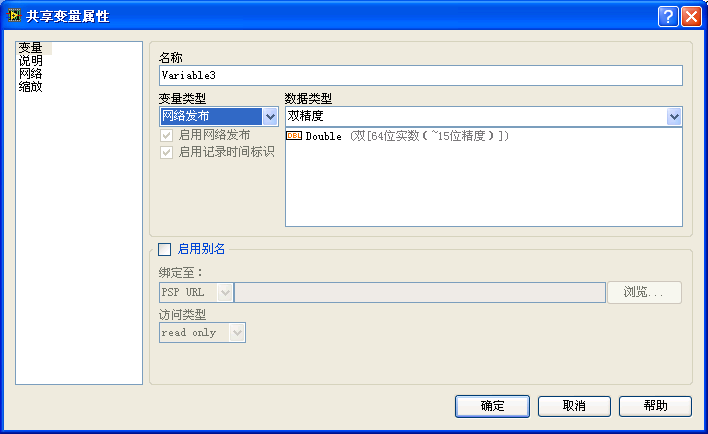 共享变量属性
变量
说明
网络
缩放
名称
Variable3
变量类型
数据类型
网络发布
双精度
启用网络发布
启用记录时间标识
DBL Double (双[64位实数(~15位精度)])
启用别名
绑定至：
PSP URL
浏览...
访问类型
read only
确定
取消
帮助